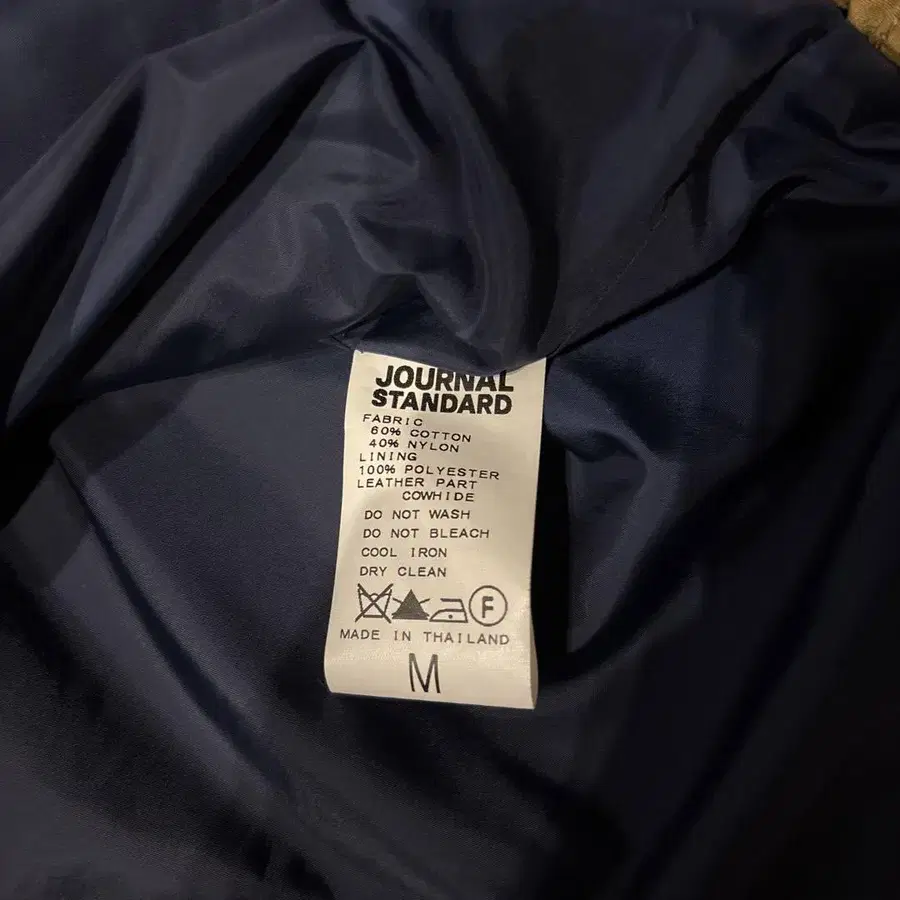 JOURNAL
STANDARD
FABRIC
60% COTTON
40% NYLON
LINING
100% POLYESTER
LEATHER PART
COWHIDE
DO NOT WASH
DO NOT BLEACH
COOL IRON
DRY CLEAN
F
MADE IN THAILAND
M